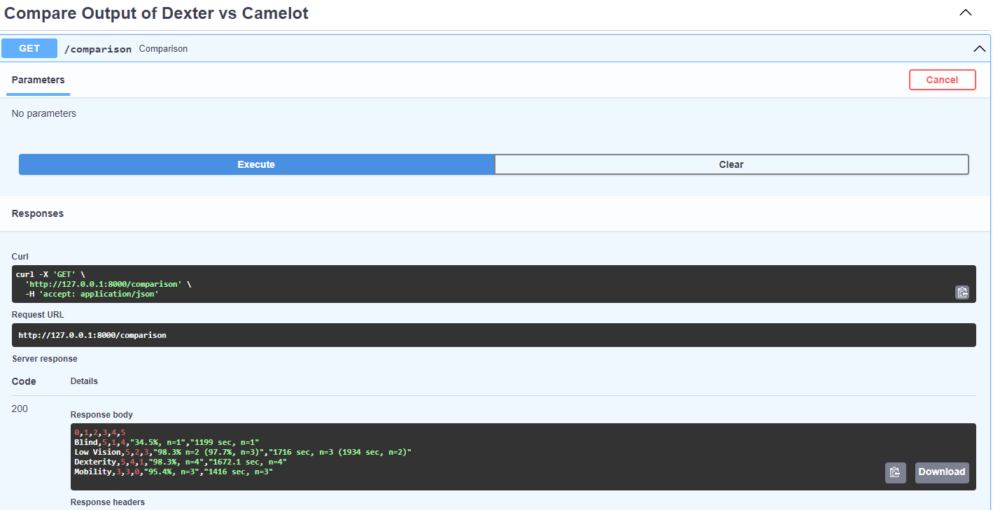 Compare Output of Dexter vs Camelot
GET /comparison Comparison
Parameters
Cancel
No parameters
Execute
Clear
Responses
Curl
curl -X 'GET' \
'http://127.0.0.1:8000/comparison' \
-H 'accept: application/json'
Request URL
http://127.0.0.1:8000/comparison
Server response
Code Details
200
Response body
0,1,2,3,4,5
Blind,5,1,4,"34.5%, n=1","1199 sec, n=1"
Low Vision,5,2,3,"98.3% n=2 (97.7%, n=3)","1716 sec, n=3 (1934 sec, n=2)"
Dexterity,5,4,1,"98.3%, n=4","1672.1 sec, n=4"
Mobility,3,3,0,"95.4%, n=3","1416 sec, n=3"
Download
Response headers